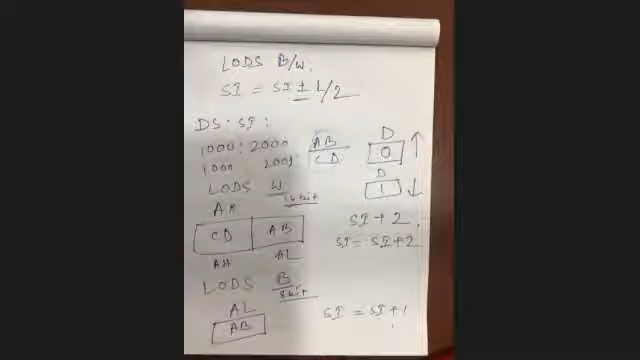 LODS B/W.
SI = SI ± 1/2
DS : SI :
1000 : 2000 AB
1000 2001 CD
D
0
D
1
LODS W
16 bit
AX
CD AB
AH AL
SI + 2
SI = SI + 2
LODS B
8 bit
AL
AB
SI = SI + 1